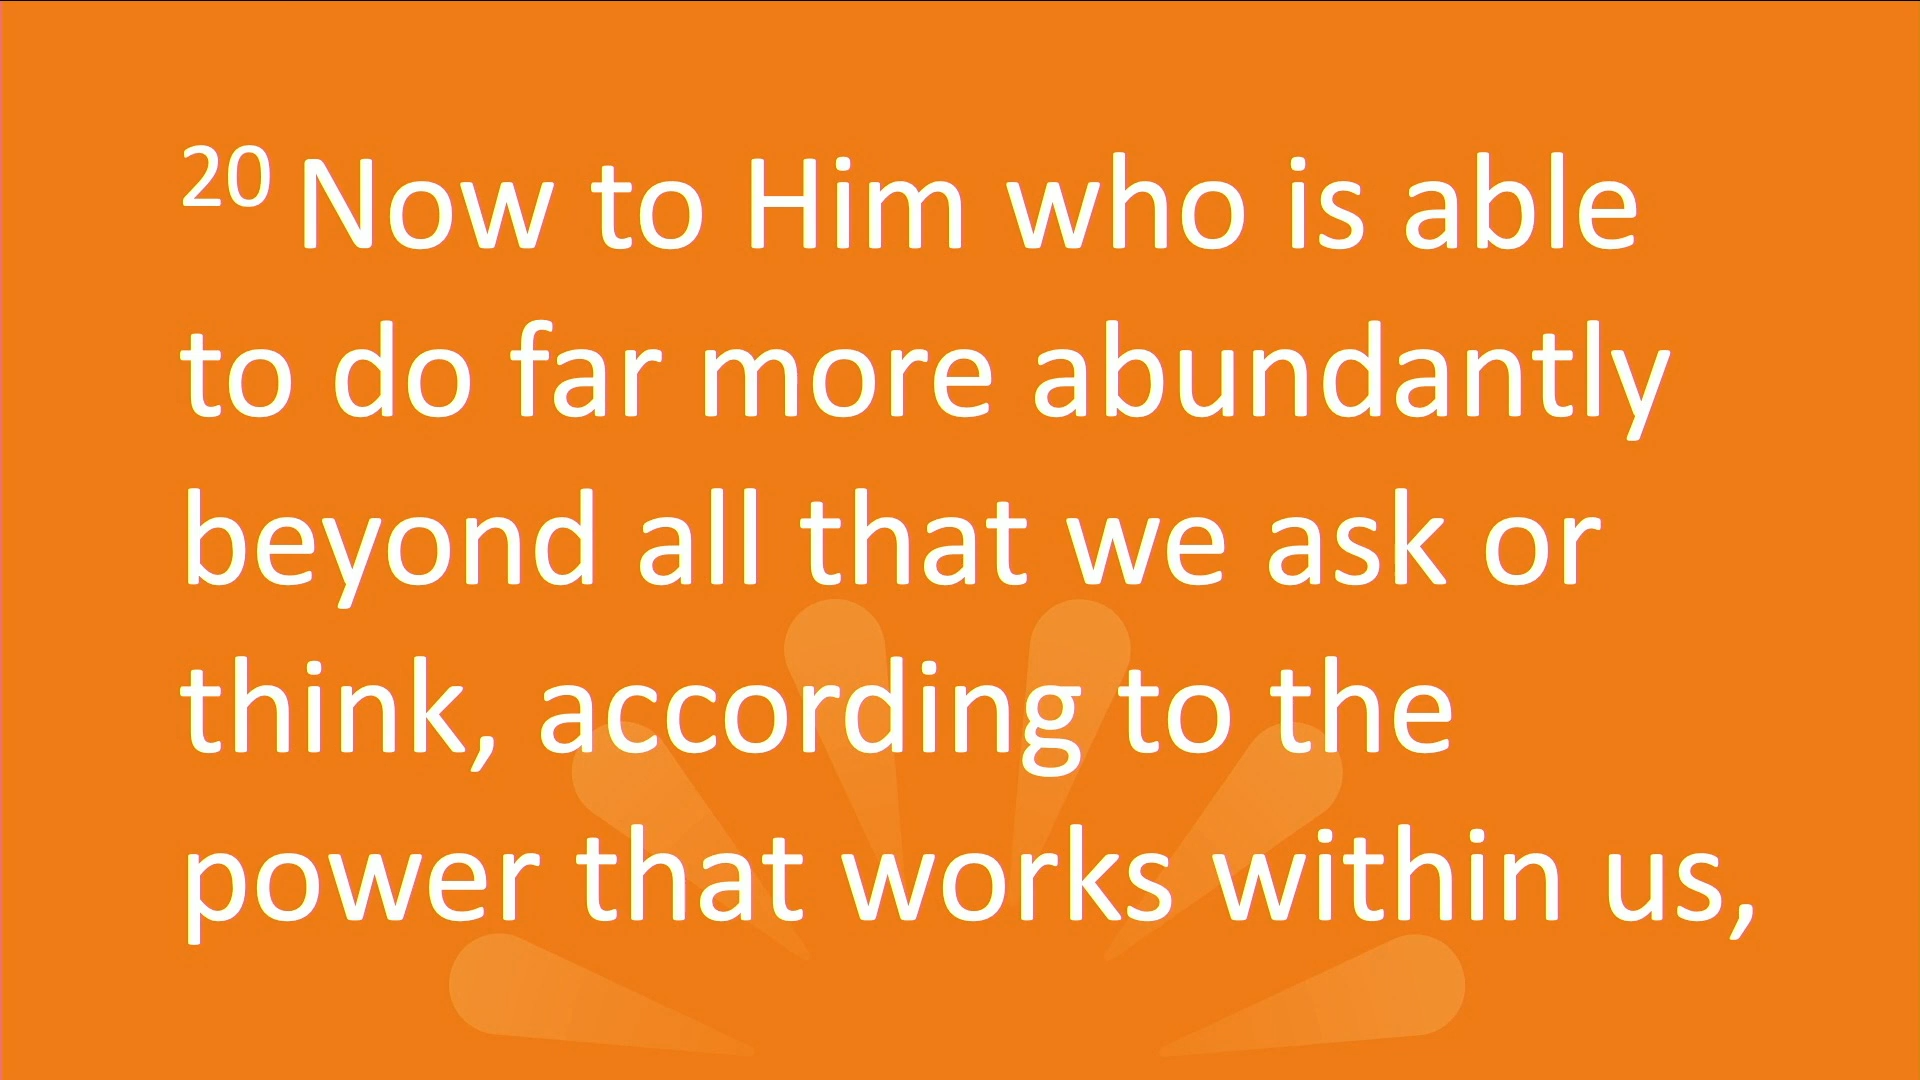 20 Now to Him who is able
to do far more abundantly
beyond all that we ask or
think, according to the
power that works within us,